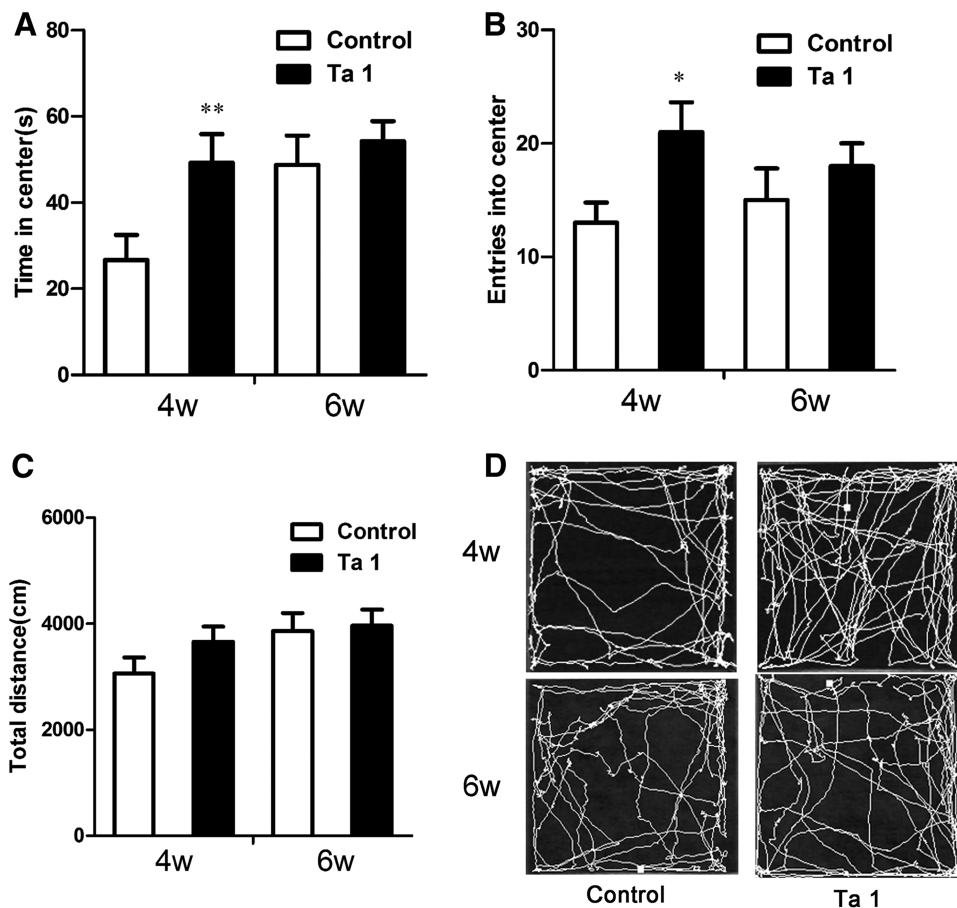 A
80
60
40
20
0
Time in center(s)
Control
Ta 1
**
4w
6w
B
30
20
10
0
Entries into center
Control
Ta 1
*
4w
6w
C
6000
4000
2000
0
Total distance(cm)
Control
Ta 1
4w
6w
D
4w
6w
Control
Ta 1